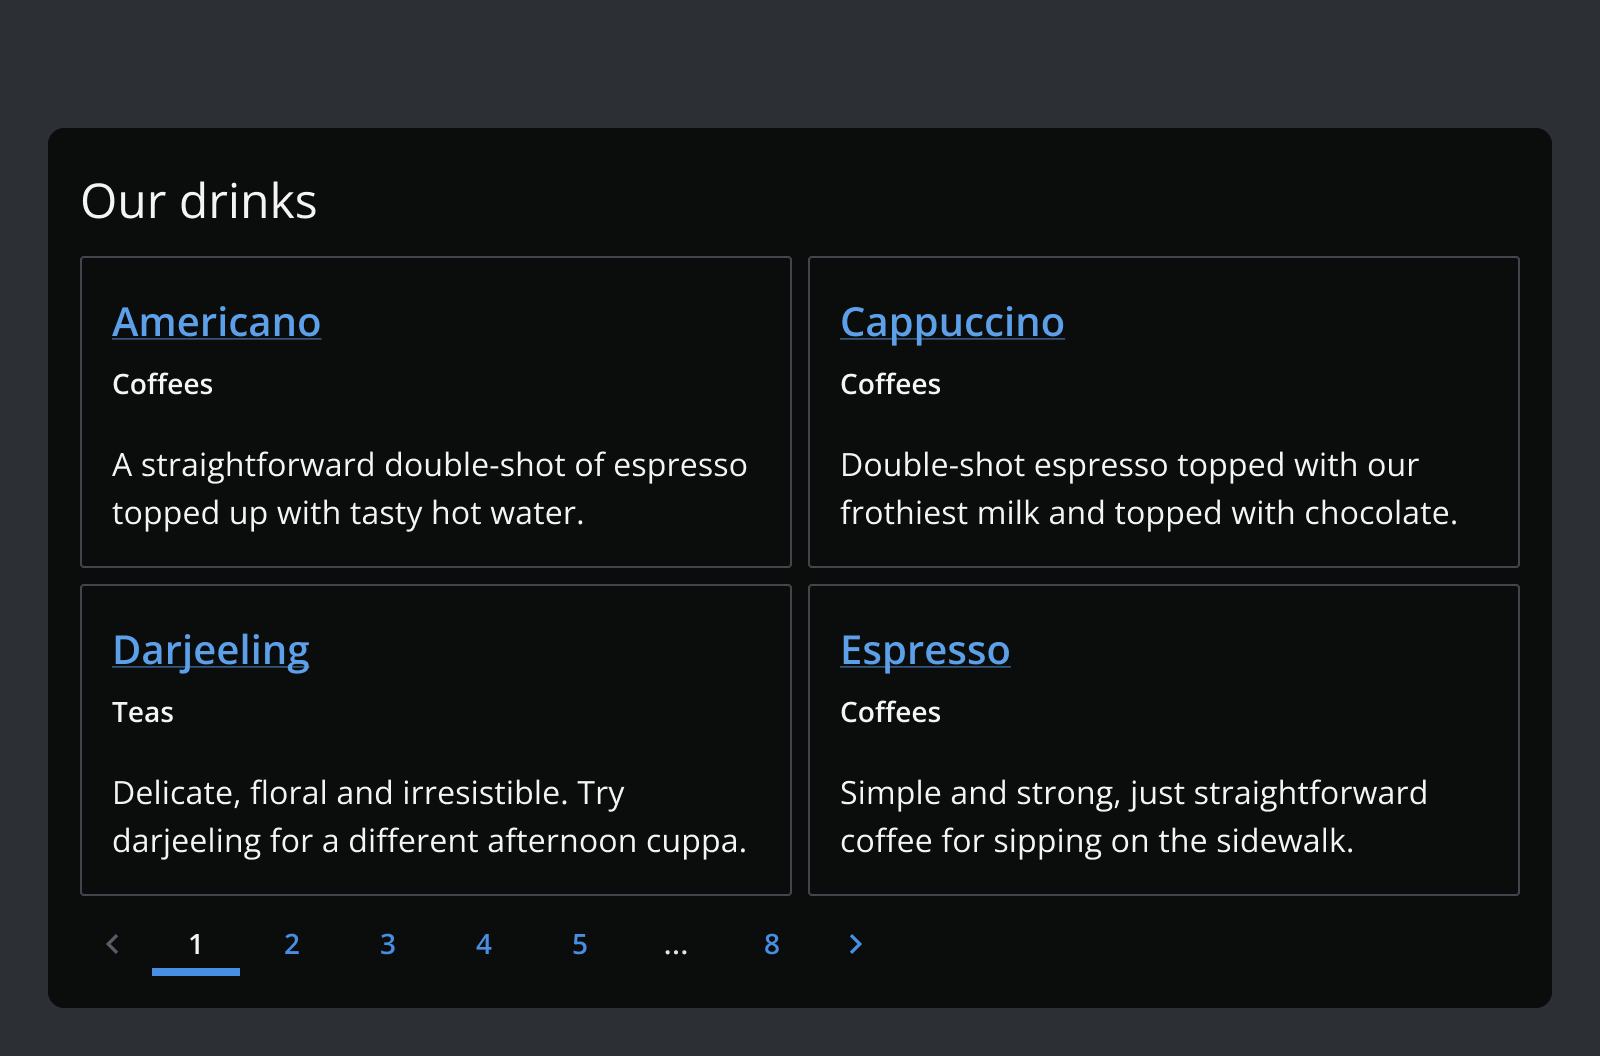 Our drinks
Americano
Coffees
A straightforward double-shot of espresso
topped up with tasty hot water.
Cappuccino
Coffees
Double-shot espresso topped with our
frothiest milk and topped with chocolate.
Darjeeling
Teas
Delicate, floral and irresistible. Try
darjeeling for a different afternoon cuppa.
Espresso
Coffees
Simple and strong, just straightforward
coffee for sipping on the sidewalk.
1 2 3 4 5 ... 8